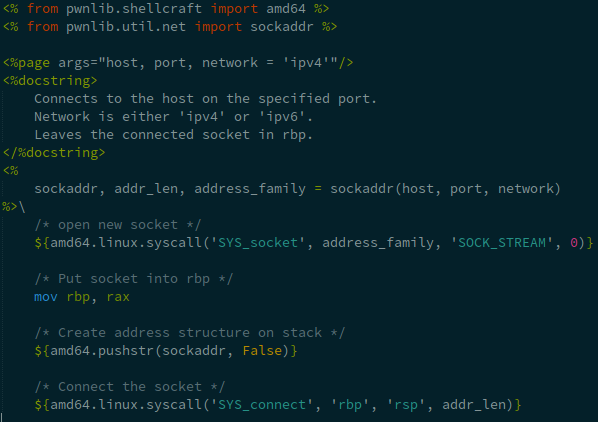 <% from pwnlib.shellcraft import amd64 %>
<% from pwnlib.util.net import sockaddr %>
<%page args="host, port, network = 'ipv4'"/>
<%docstring>
    Connects to the host on the specified port.
    Network is either 'ipv4' or 'ipv6'.
    Leaves the connected socket in rbp.
</%docstring>
<%
    sockaddr, addr_len, address_family = sockaddr(host, port, network)
%>\
    /* open new socket */
    ${amd64.linux.syscall('SYS_socket', address_family, 'SOCK_STREAM', 0)}
    /* Put socket into rbp */
    mov rbp, rax
    /* Create address structure on stack */
    ${amd64.pushstr(sockaddr, False)}
    /* Connect the socket */
    ${amd64.linux.syscall('SYS_connect', 'rbp', 'rsp', addr_len)}